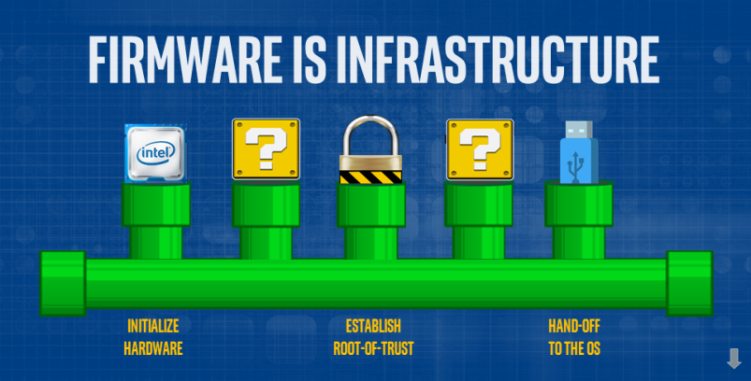 FIRMWARE IS INFRASTRUCTURE
intel
?
?
INITIALIZE
HARDWARE
ESTABLISH
ROOT-OF-TRUST
HAND-OFF
TO THE OS